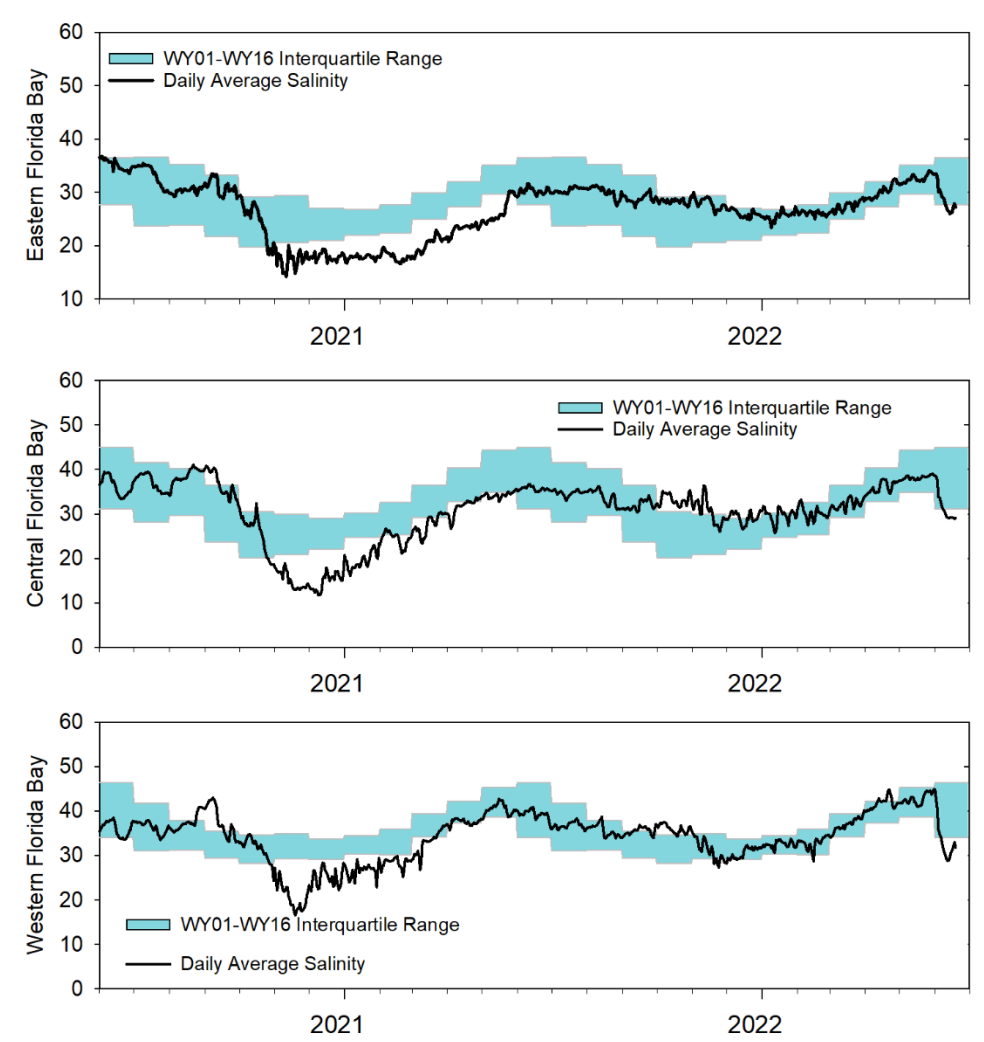 60
WY01-WY16 Interquartile Range
50
Daily Average Salinity
40
30
20
10
Eastern Florida Bay
2021 2022
60
50
WY01-WY16 Interquartile Range
Daily Average Salinity
40
30
20
10
0
Central Florida Bay
2021 2022
60
50
40
30
20
WY01-WY16 Interquartile Range
10
Daily Average Salinity
0
Western Florida Bay
2021 2022